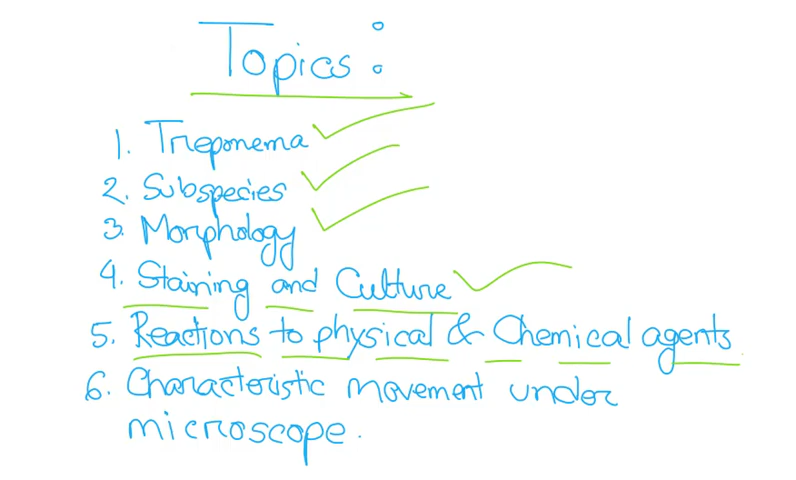 Topics:
1. Treponema
2. Subspecies
3. Morphology
4. Staining and Culture
5. Reactions to physical & Chemical agents
6. Characteristic movement under
microscope.